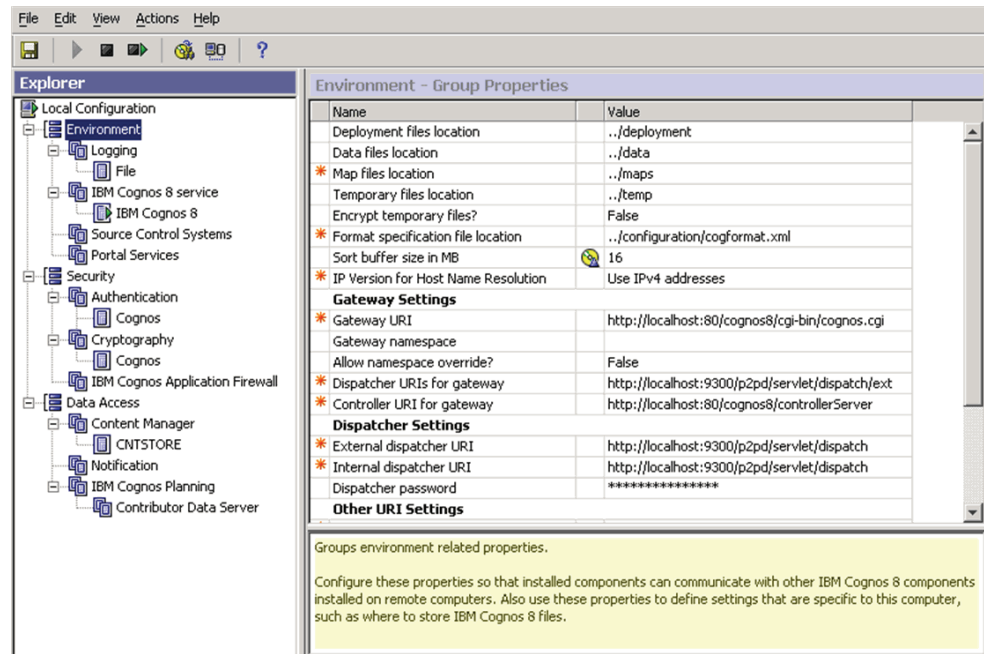 File Edit View Actions Help
?
Explorer
Local Configuration
Environment
Logging
File
IBM Cognos 8 service
IBM Cognos 8
Source Control Systems
Portal Services
Security
Authentication
Cognos
Cryptography
Cognos
IBM Cognos Application Firewall
Data Access
Content Manager
CNTSTORE
Notification
IBM Cognos Planning
Contributor Data Server
Environment - Group Properties
Name Value
Deployment files location ../deployment
Data files location ../data
* Map files location ../maps
Temporary files location ../temp
Encrypt temporary files? False
* Format specification file location ../configuration/cogformat.xml
Sort buffer size in MB 16
* IP Version for Host Name Resolution Use IPv4 addresses
Gateway Settings
* Gateway URI http://localhost:80/cognos8/cgi-bin/cognos.cgi
Gateway namespace
Allow namespace override? False
* Dispatcher URIs for gateway http://localhost:9300/p2pd/servlet/dispatch/ext
* Controller URI for gateway http://localhost:80/cognos8/controllerServer
Dispatcher Settings
* External dispatcher URI http://localhost:9300/p2pd/servlet/dispatch
* Internal dispatcher URI http://localhost:9300/p2pd/servlet/dispatch
Dispatcher password ***************
Other URI Settings
Groups environment related properties.
Configure these properties so that installed components can communicate with other IBM Cognos 8 components
installed on remote computers. Also use these properties to define settings that are specific to this computer,
such as where to store IBM Cognos 8 files.